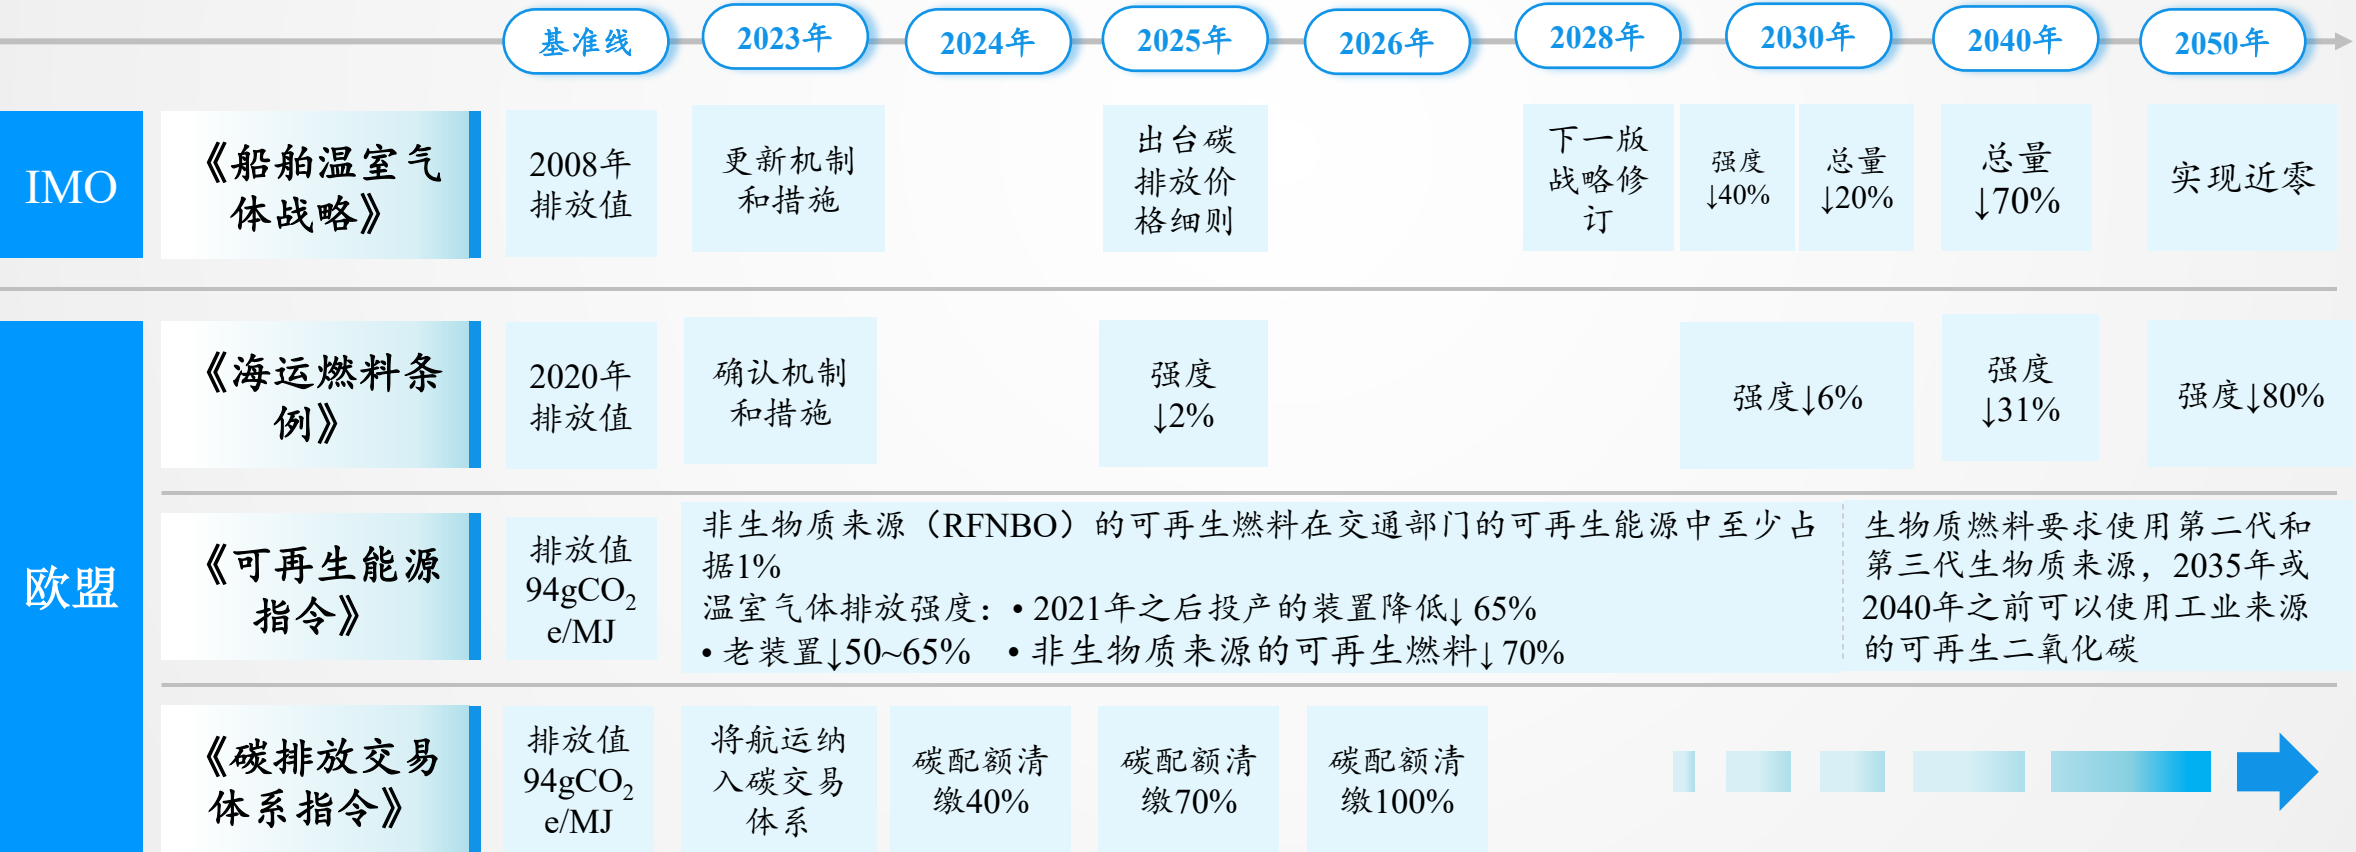 基准线
2023年
2024年
2025年
2026年
2028年
2030年
2040年
2050年
IMO
《船舶温室气
体战略》
2008年
排放值
更新机制
和措施
出台碳
排放价
格细则
下一版
战略修
订
强度
↓40%
总量
↓20%
总量
↓70%
实现近零
欧盟
《海运燃料条
例》
2020年
排放值
确认机制
和措施
强度
↓2%
强度↓6%
强度
↓31%
强度↓80%
《可再生能源
指令》
排放值
94gCO₂
e/MJ
非生物质来源（RFNBO）的可再生燃料在交通部门的可再生能源中至少占
据1%
温室气体排放强度：• 2021年之后投产的装置降低↓ 65%
• 老装置↓50~65% • 非生物质来源的可再生燃料↓ 70%
生物质燃料要求使用第二代和
第三代生物质来源，2035年或
2040年之前可以使用工业来源
的可再生二氧化碳
《碳排放交易
体系指令》
排放值
94gCO₂
e/MJ
将航运纳
入碳交易
体系
碳配额清
缴40%
碳配额清
缴70%
碳配额清
缴100%